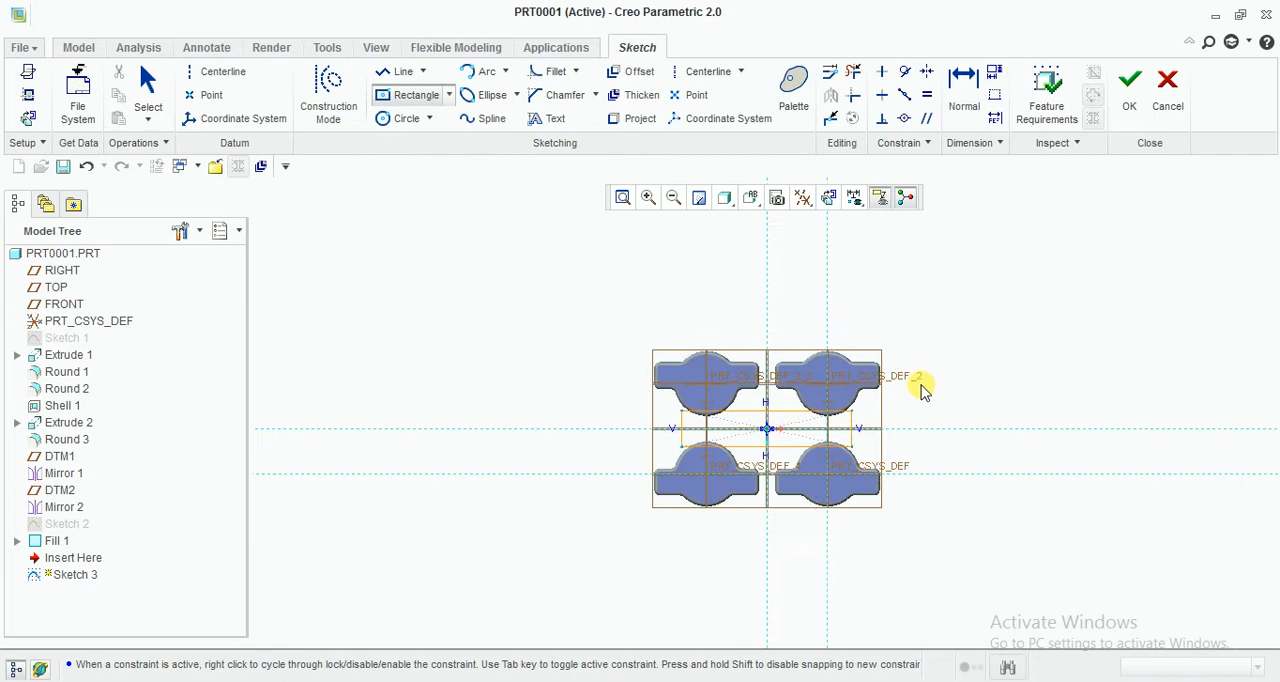 PRT0001 (Active) - Creo Parametric 2.0
File Model Analysis Annotate Render Tools View Flexible Modeling Applications Sketch
File System
Select
Centerline
Point
Coordinate System
Construction Mode
Line Arc Fillet Offset Centerline
Rectangle Ellipse Chamfer Thicken Point
Circle Spline Text Project Coordinate System
Palette
Normal
Feature Requirements
OK Cancel
Setup Get Data Operations Datum Sketching Editing Constrain Dimension Inspect Close
Model Tree
PRT0001.PRT
RIGHT
TOP
FRONT
PRT_CSYS_DEF
Sketch 1
Extrude 1
Round 1
Round 2
Shell 1
Extrude 2
Round 3
DTM1
Mirror 1
DTM2
Mirror 2
Sketch 2
Fill 1
Insert Here
Sketch 3
PRT_CSYS_DEF_2
H
V V
H
PRT_CSYS_DEF
Activate Windows
Go to PC settings to activate Windows.
When a constraint is active, right click to cycle through lock/disable/enable the constraint. Use Tab key to toggle active constraint. Press and hold Shift to disable snapping to new constrair